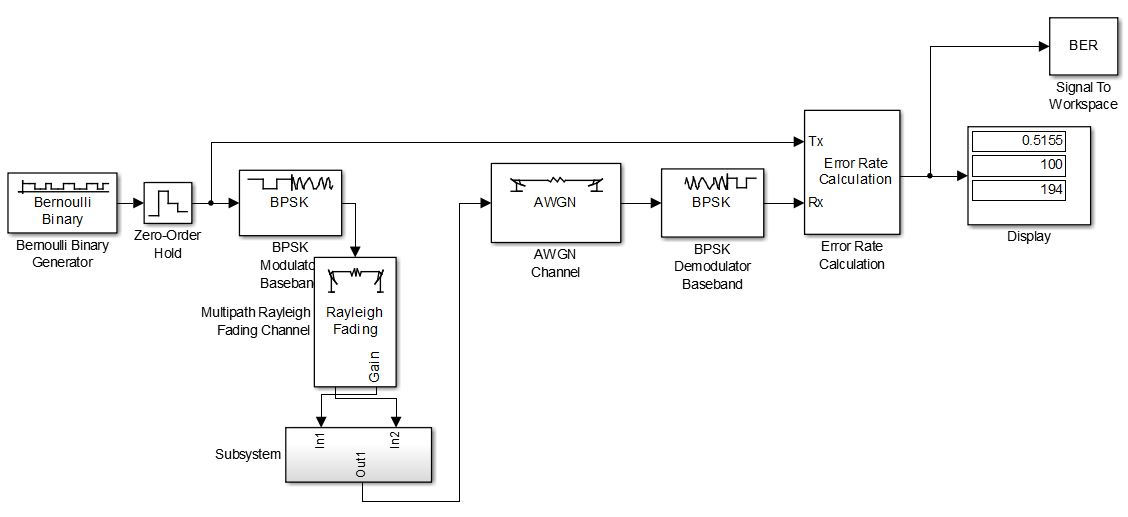 BER
Signal To
Workspace
Tx
Error Rate
Calculation
Rx
Error Rate
Calculation
0.5155
100
194
Display
Bernoulli
Binary
Bernoulli Binary
Generator
Zero-Order
Hold
BPSK
BPSK
Modulato
Baseban
AWGN
AWGN
Channel
BPSK
BPSK
Demodulator
Baseband
Multipath Rayleigh
Fading Channel
Rayleigh
Fading
Gain
Subsystem
In1
In2
Out1